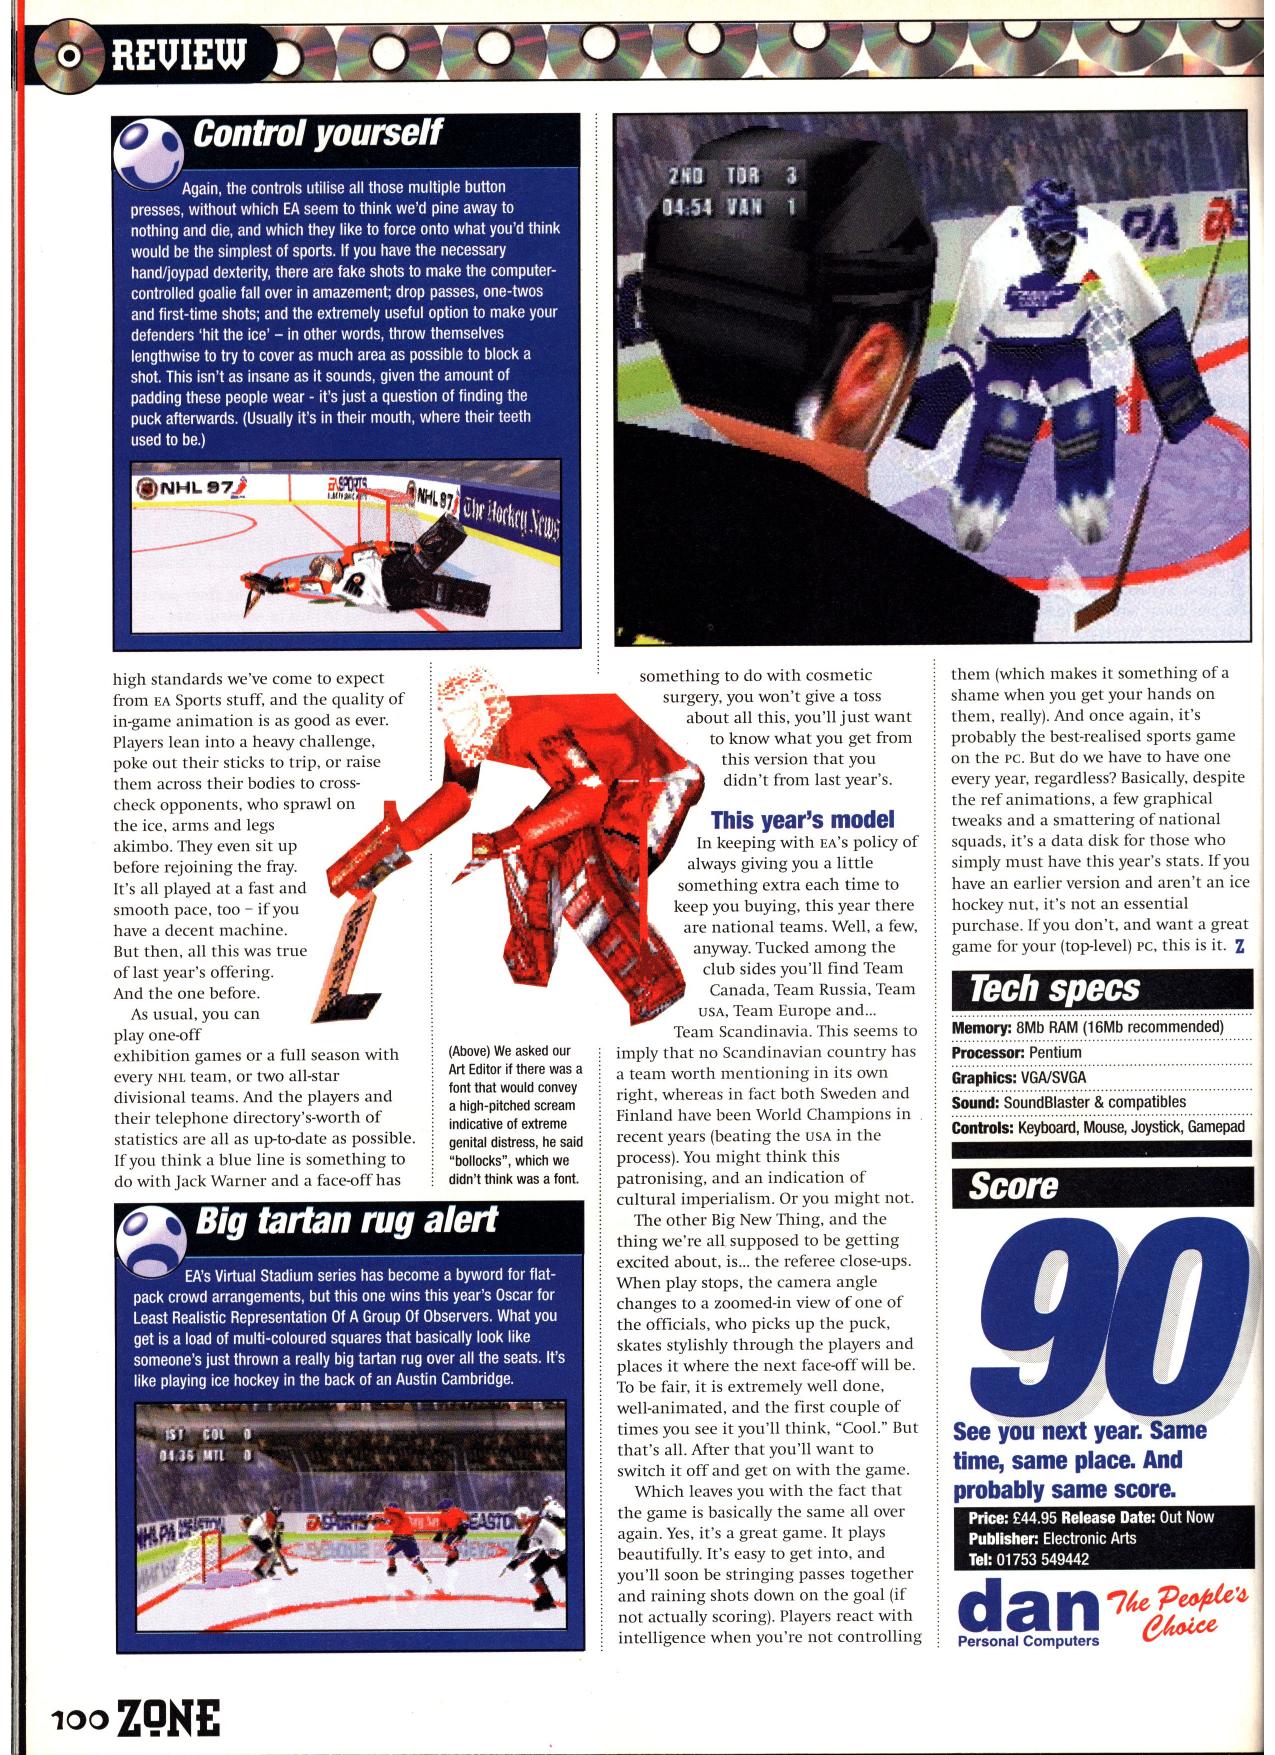 REVIEW
Control yourself
Again, the controls utilise all those multiple button
presses, without which EA seem to think we'd pine away to
nothing and die, and which they like to force onto what you'd think
would be the simplest of sports. If you have the necessary
hand/joypad dexterity, there are fake shots to make the computer-
controlled goalie fall over in amazement; drop passes, one-twos
and first-time shots; and the extremely useful option to make your
defenders 'hit the ice' – in other words, throw themselves
lengthwise to try to cover as much area as possible to block a
shot. This isn't as insane as it sounds, given the amount of
padding these people wear - it's just a question of finding the
puck afterwards. (Usually it's in their mouth, where their teeth
used to be.)
NHL 97
EA SPORTS
NHL 97
The Hockey News
2ND TOR 3
04:54 VAN 1
high standards we've come to expect
from EA Sports stuff, and the quality of
in-game animation is as good as ever.
Players lean into a heavy challenge,
poke out their sticks to trip, or raise
them across their bodies to cross-
check opponents, who sprawl on
the ice, arms and legs
akimbo. They even sit up
before rejoining the fray.
It's all played at a fast and
smooth pace, too – if you
have a decent machine.
But then, all this was true
of last year's offering.
And the one before.
As usual, you can
play one-off
exhibition games or a full season with
every NHL team, or two all-star
divisional teams. And the players and
their telephone directory's-worth of
statistics are all as up-to-date as possible.
If you think a blue line is something to
do with Jack Warner and a face-off has
(Above) We asked our
Art Editor if there was a
font that would convey
a high-pitched scream
indicative of extreme
genital distress, he said
"bollocks", which we
didn't think was a font.
Big tartan rug alert
EA's Virtual Stadium series has become a byword for flat-
pack crowd arrangements, but this one wins this year's Oscar for
Least Realistic Representation Of A Group Of Observers. What you
get is a load of multi-coloured squares that basically look like
someone's just thrown a really big tartan rug over all the seats. It's
like playing ice hockey in the back of an Austin Cambridge.
1ST COL 0
04:36 MTL 0
NHLPA
EASTON
EA SPORTS
EASTON
something to do with cosmetic
surgery, you won't give a toss
about all this, you'll just want
to know what you get from
this version that you
didn't from last year's.
This year's model
In keeping with EA's policy of
always giving you a little
something extra each time to
keep you buying, this year there
are national teams. Well, a few,
anyway. Tucked among the
club sides you'll find Team
Canada, Team Russia, Team
USA, Team Europe and...
Team Scandinavia. This seems to
imply that no Scandinavian country has
a team worth mentioning in its own
right, whereas in fact both Sweden and
Finland have been World Champions in
recent years (beating the USA in the
process). You might think this
patronising, and an indication of
cultural imperialism. Or you might not.
The other Big New Thing, and the
thing we're all supposed to be getting
excited about, is... the referee close-ups.
When play stops, the camera angle
changes to a zoomed-in view of one of
the officials, who picks up the puck,
skates stylishly through the players and
places it where the next face-off will be.
To be fair, it is extremely well done,
well-animated, and the first couple of
times you see it you'll think, "Cool." But
that's all. After that you'll want to
switch it off and get on with the game.
Which leaves you with the fact that
the game is basically the same all over
again. Yes, it's a great game. It plays
beautifully. It's easy to get into, and
you'll soon be stringing passes together
and raining shots down on the goal (if
not actually scoring). Players react with
intelligence when you're not controlling
them (which makes it something of a
shame when you get your hands on
them, really). And once again, it's
probably the best-realised sports game
on the PC. But do we have to have one
every year, regardless? Basically, despite
the ref animations, a few graphical
tweaks and a smattering of national
squads, it's a data disk for those who
simply must have this year's stats. If you
have an earlier version and aren't an ice
hockey nut, it's not an essential
purchase. If you don't, and want a great
game for your (top-level) PC, this is it. Z
Tech specs
Memory: 8Mb RAM (16Mb recommended)
Processor: Pentium
Graphics: VGA/SVGA
Sound: SoundBlaster & compatibles
Controls: Keyboard, Mouse, Joystick, Gamepad
Score
90
See you next year. Same
time, same place. And
probably same score.
Price: £44.95 Release Date: Out Now
Publisher: Electronic Arts
Tel: 01753 549442
dan
Personal Computers
The People's
Choice
100 ZONE